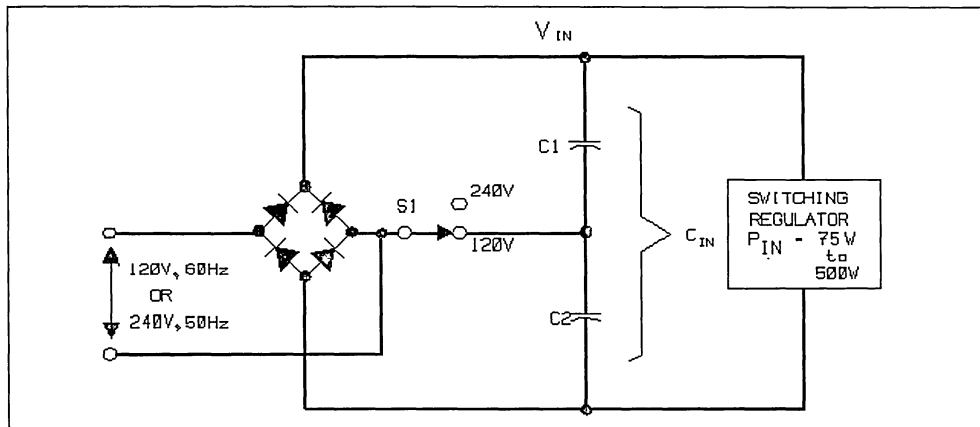 V IN
C1
240V
S1
120V
C IN
SWITCHING
REGULATOR
P IN - 75W
to
500W
120V, 60Hz
OR
240V, 50Hz
C2